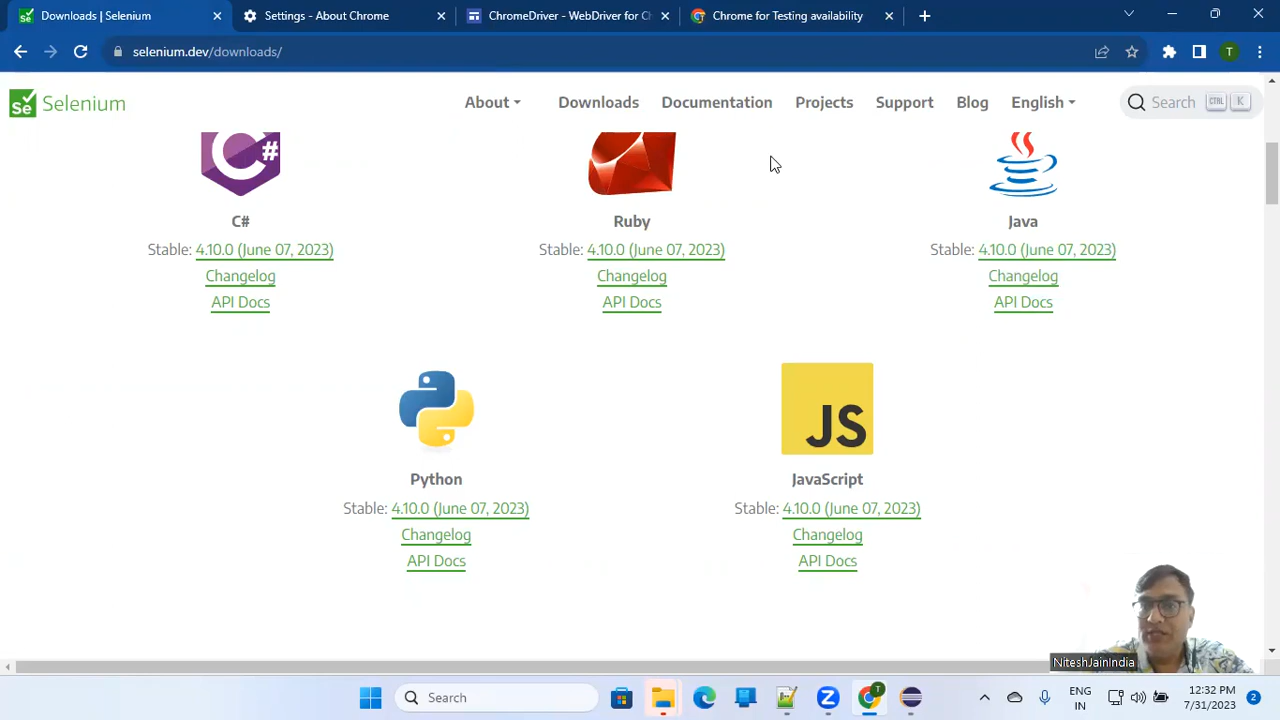 Downloads | Selenium
Settings - About Chrome
ChromeDriver - WebDriver for Ch
Chrome for Testing availability
selenium.dev/downloads/
T
Se Selenium
About
Downloads
Documentation
Projects
Support
Blog
English
Search CTRL K
C#
C#
Stable: 4.10.0 (June 07, 2023)
Changelog
API Docs
Ruby
Stable: 4.10.0 (June 07, 2023)
Changelog
API Docs
Java
Stable: 4.10.0 (June 07, 2023)
Changelog
API Docs
Python
Stable: 4.10.0 (June 07, 2023)
Changelog
API Docs
JS
JavaScript
Stable: 4.10.0 (June 07, 2023)
Changelog
API Docs
NiteshJainIndia
Search
T
ENG
IN
12:32 PM
7/31/2023
2